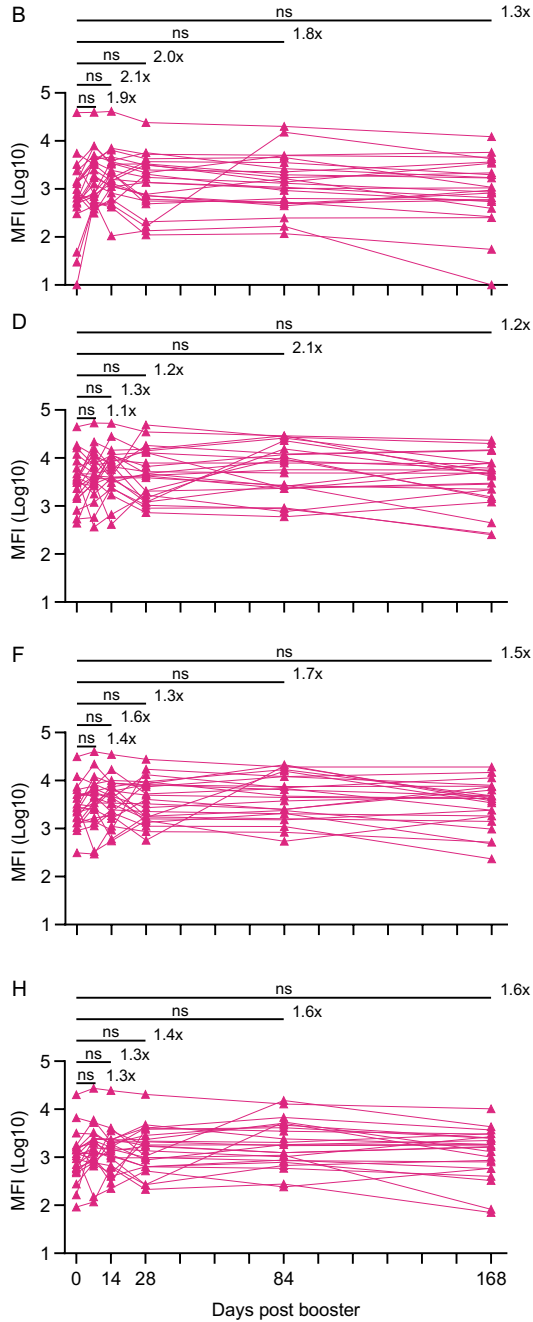 B
ns 1.3x
ns 1.8x
ns 2.0x
ns 2.1x
ns 1.9x
5
4
3
2
1
MFI (Log10)
D
ns 1.2x
ns 2.1x
ns 1.2x
ns 1.3x
ns 1.1x
5
4
3
2
1
MFI (Log10)
F
ns 1.5x
ns 1.7x
ns 1.3x
ns 1.6x
ns 1.4x
5
4
3
2
1
MFI (Log10)
H
ns 1.6x
ns 1.6x
ns 1.4x
ns 1.3x
ns 1.3x
5
4
3
2
1
MFI (Log10)
0 14 28 84 168
Days post booster